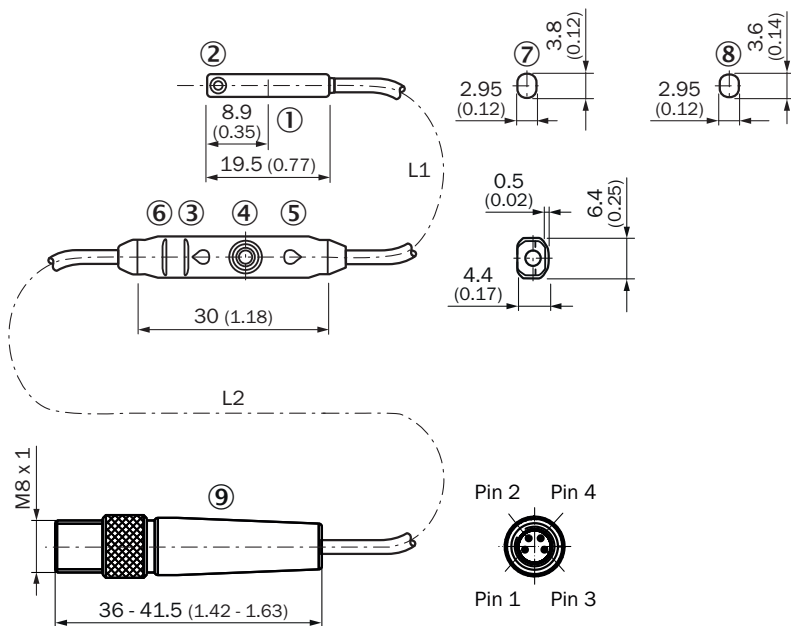 ②
⑦
3.8
(0.12)
⑧
3.6
(0.14)
2.95
(0.12)
2.95
(0.12)
8.9
(0.35)
①
19.5 (0.77)
L1
⑥ ③ ④ ⑤
0.5
(0.02)
6.4
(0.25)
4.4
(0.17)
30 (1.18)
L2
M8 x 1
⑨
Pin 2
Pin 4
Pin 1
Pin 3
36 - 41.5 (1.42 - 1.63)